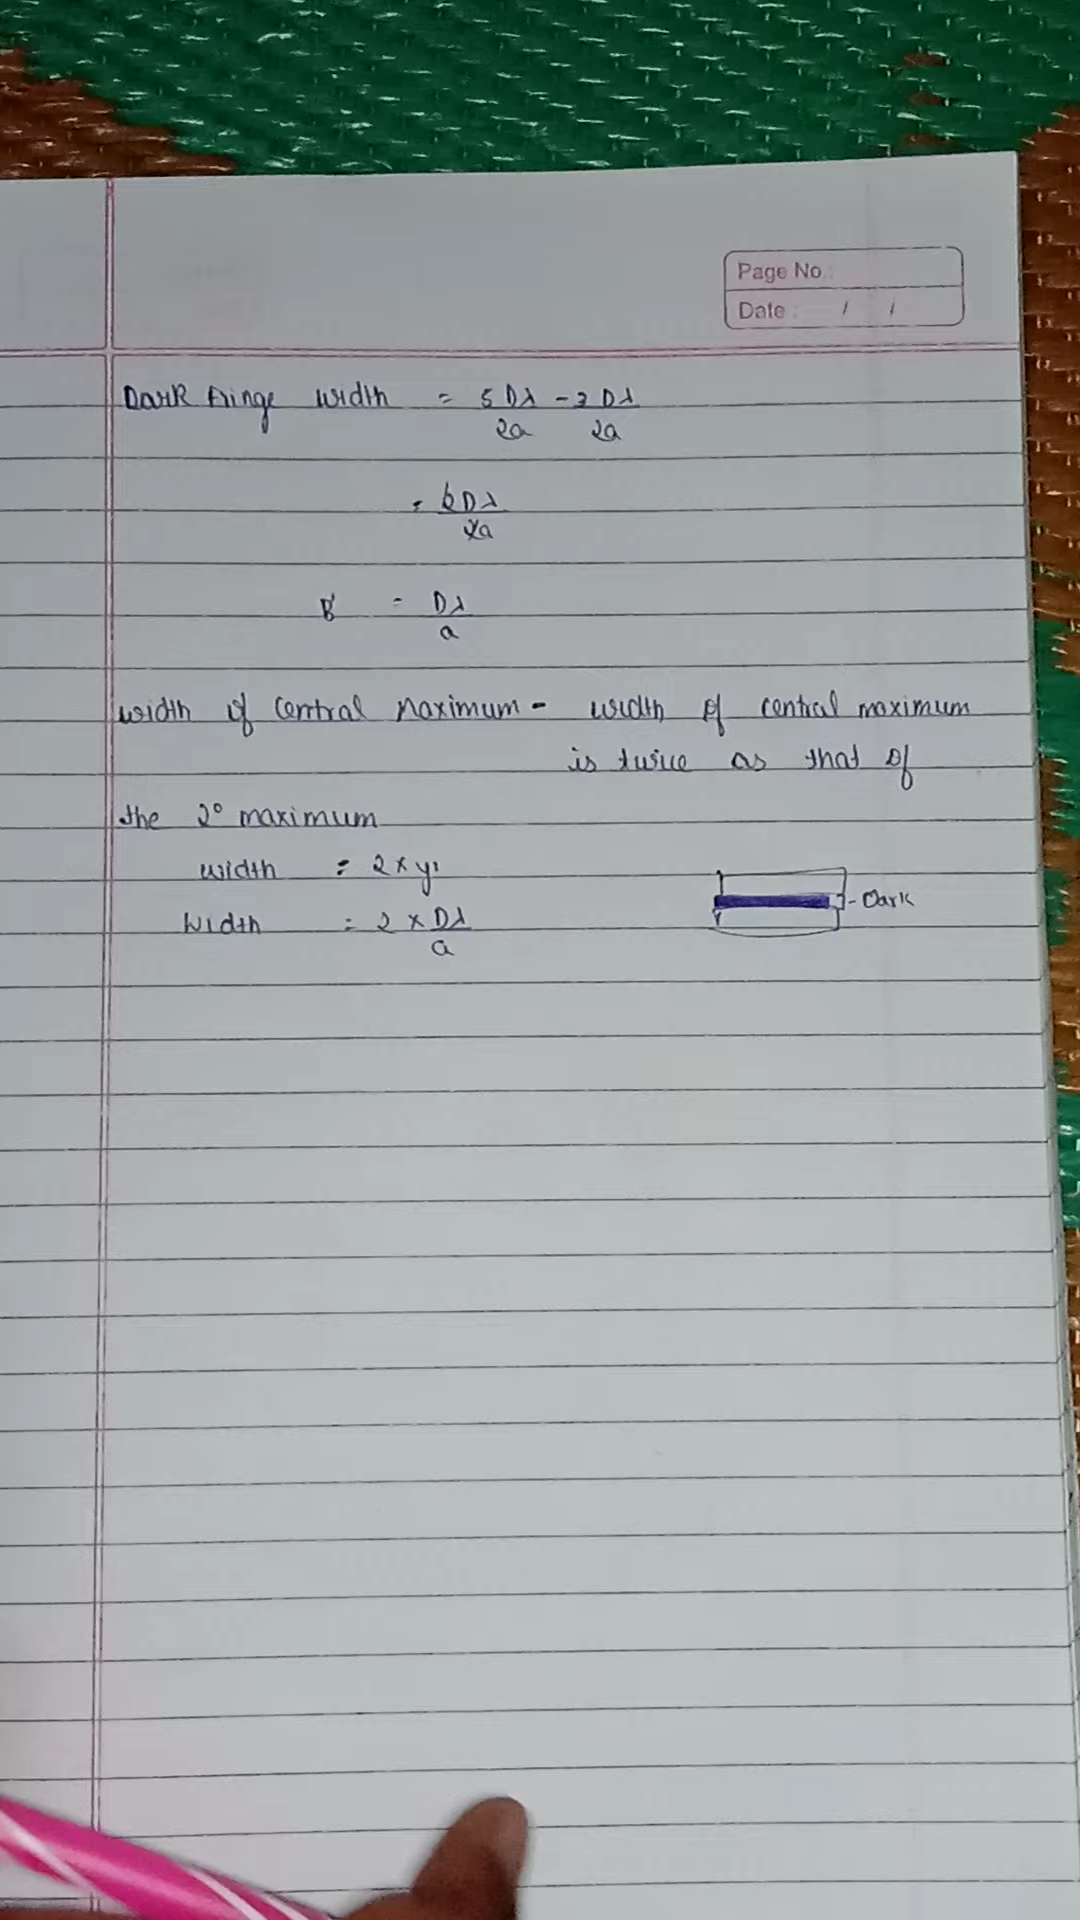 Page No.:
Date : / /
Dark fringe width = 5Dλ/2a - 3Dλ/2a
= 2Dλ/2a
β = Dλ/a
width of central maximum - width of central maximum
is twice as that of
the 2° maximum
width = 2 x y₁
width = 2 x Dλ/a
- Dark